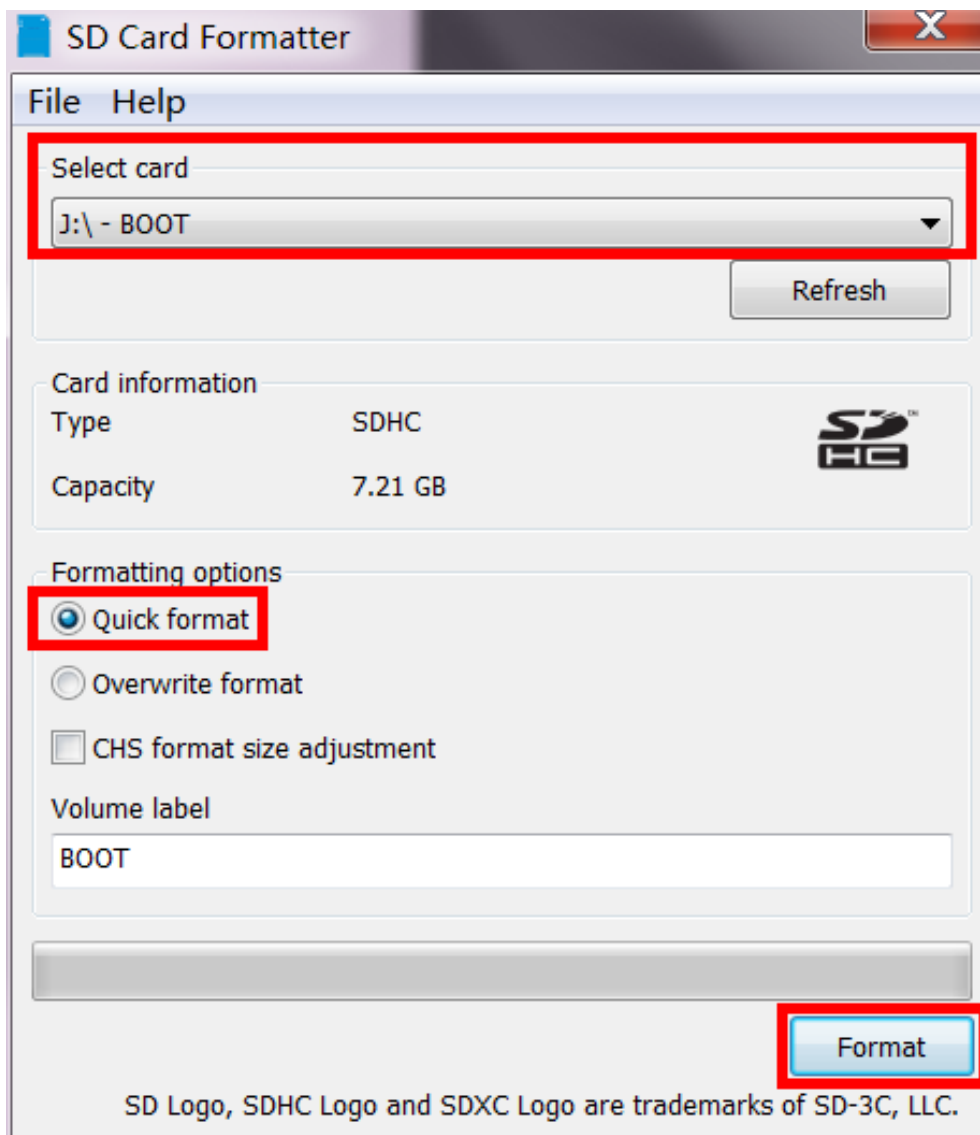 SD Card Formatter
X
File Help
Select card
J:\ - BOOT
Refresh
Card information
Type SDHC
SD™
HC
Capacity 7.21 GB
Formatting options
Quick format
Overwrite format
CHS format size adjustment
Volume label
BOOT
Format
SD Logo, SDHC Logo and SDXC Logo are trademarks of SD-3C, LLC.